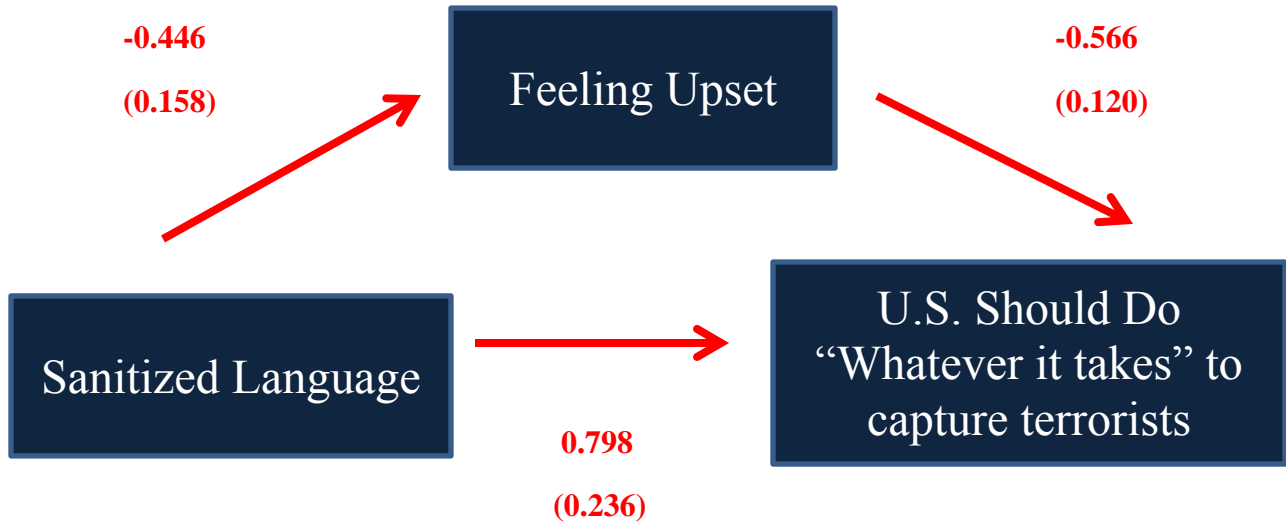 -0.446
(0.158)
Feeling Upset
-0.566
(0.120)
Sanitized Language
0.798
(0.236)
U.S. Should Do
“Whatever it takes” to
capture terrorists